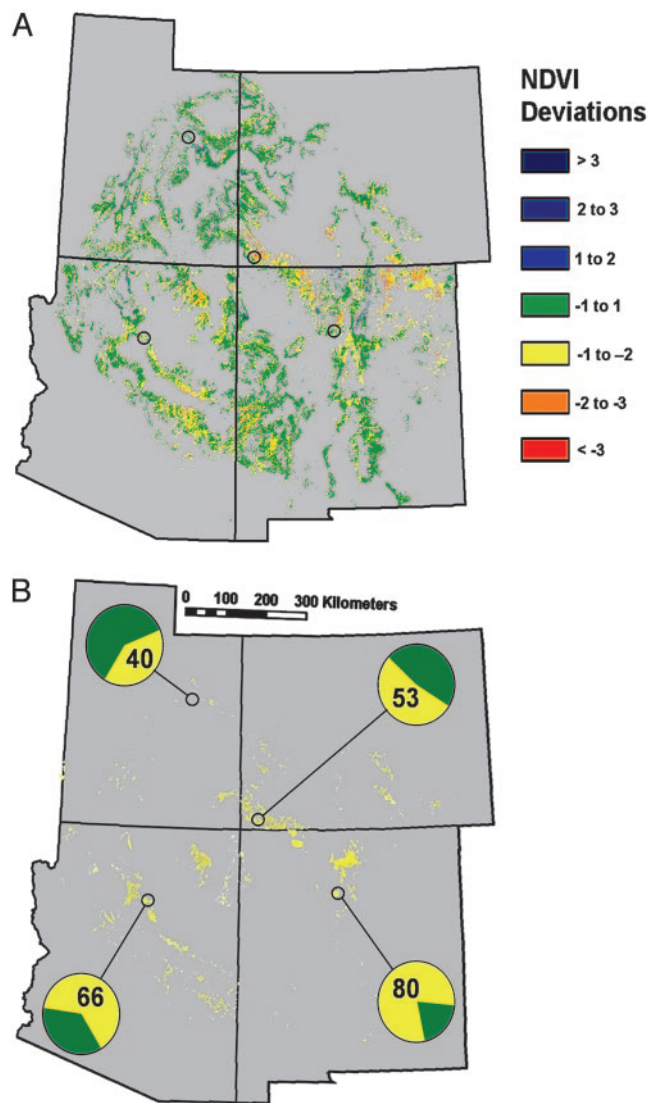 A
NDVI
Deviations
> 3
2 to 3
1 to 2
-1 to 1
-1 to –2
-2 to -3
< -3
B
0 100 200 300 Kilometers
40
53
66
80